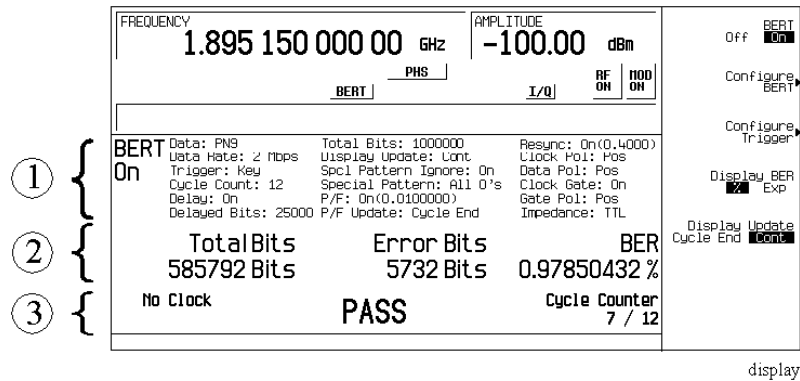 FREQUENCY
1.895 150 000 00 GHz
AMPLITUDE
-100.00 dBm
PHS
BERT
I/Q
RF ON
MOD ON
BERT On
Data: PN9
Data Rate: 2 Mbps
Trigger: Key
Cycle Count: 12
Delay: On
Delayed Bits: 25000
Total Bits: 1000000
Display Update: Cont
Spcl Pattern Ignore: On
Special Pattern: All 0's
P/F: On(0.0100000)
P/F Update: Cycle End
Resync: On(0.4000)
Clock Pol: Pos
Data Pol: Pos
Clock Gate: On
Gate Pol: Pos
Impedance: TTL
Total Bits
585792 Bits
Error Bits
5732 Bits
BER
0.97850432 %
No Clock
PASS
Cycle Counter
7 / 12
BERT
Off On
Configure
BERT
Configure
Trigger
Display BER
% Exp
Display Update
Cycle End Cont
1
2
3
display